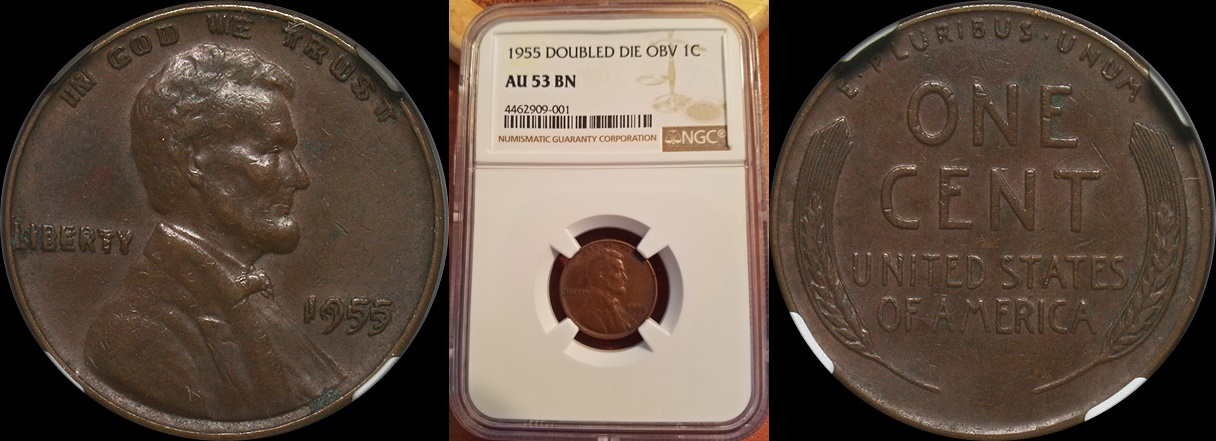 IN GOD WE TRUST
LIBERTY
1955
1955 DOUBLED DIE OBV 1C
AU 53 BN
4462909-001
NUMISMATIC GUARANTY CORPORATION
NGC®
E·PLURIBUS·UNUM
ONE
CENT
UNITED STATES
OF AMERICA